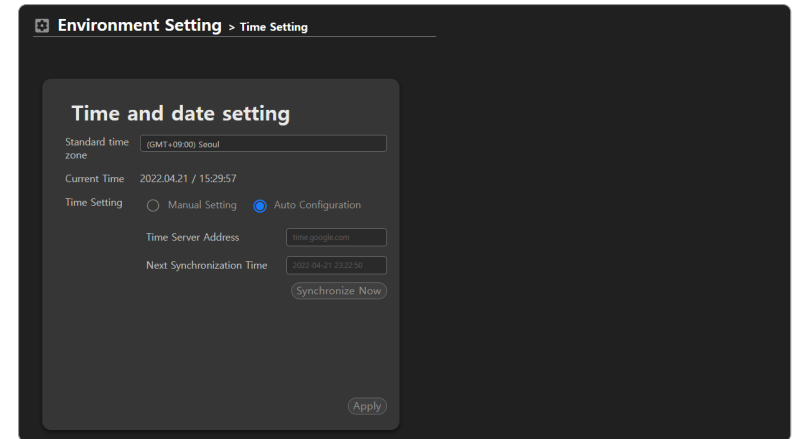 Environment Setting > Time Setting
Time and date setting
Standard time
zone
(GMT+09:00) Seoul
Current Time 2022.04.21 / 15:29:57
Time Setting Manual Setting Auto Configuration
Time Server Address time.google.com
Next Synchronization Time 2022-04-21 23:22:50
Synchronize Now
Apply